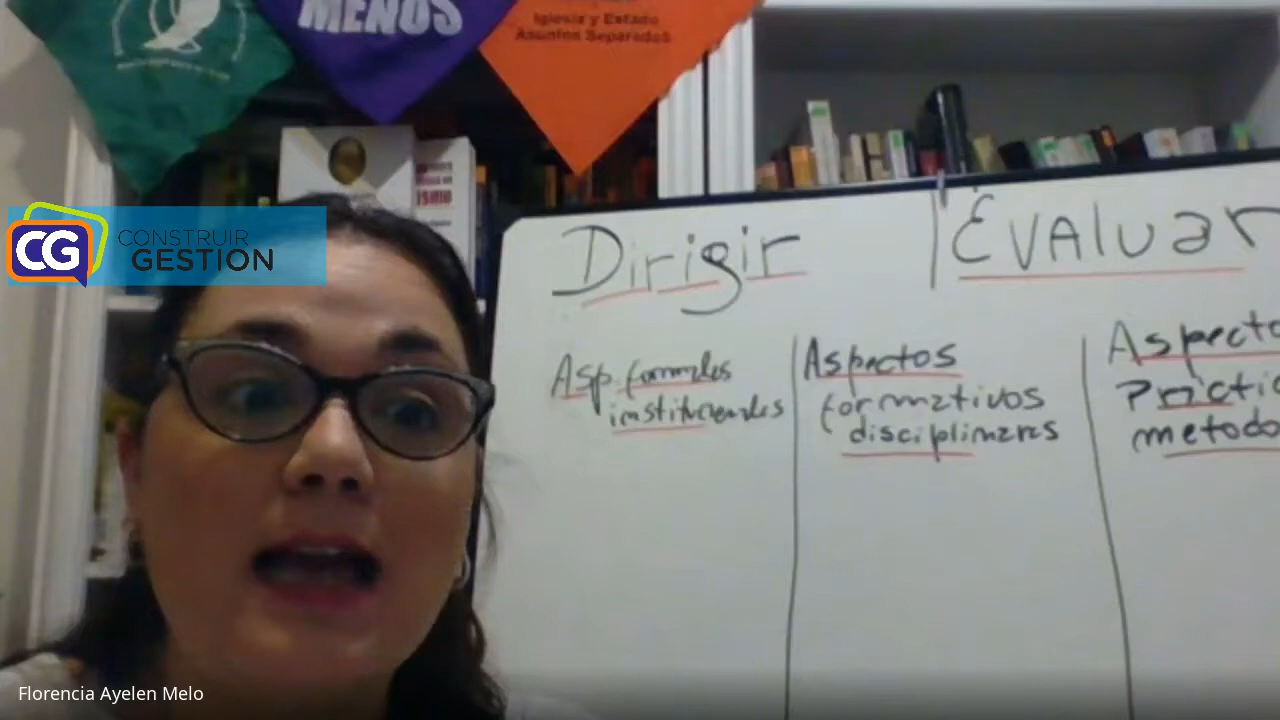 MENOS
Iglesia y Estado
Asuntos Separados
CG CONSTRUIR
GESTION
Dirigir
Evaluar
Asp. formales
institucionales
Aspectos
formativos
disciplinares
Aspecto
Práctic
metodo
Florencia Ayelen Melo